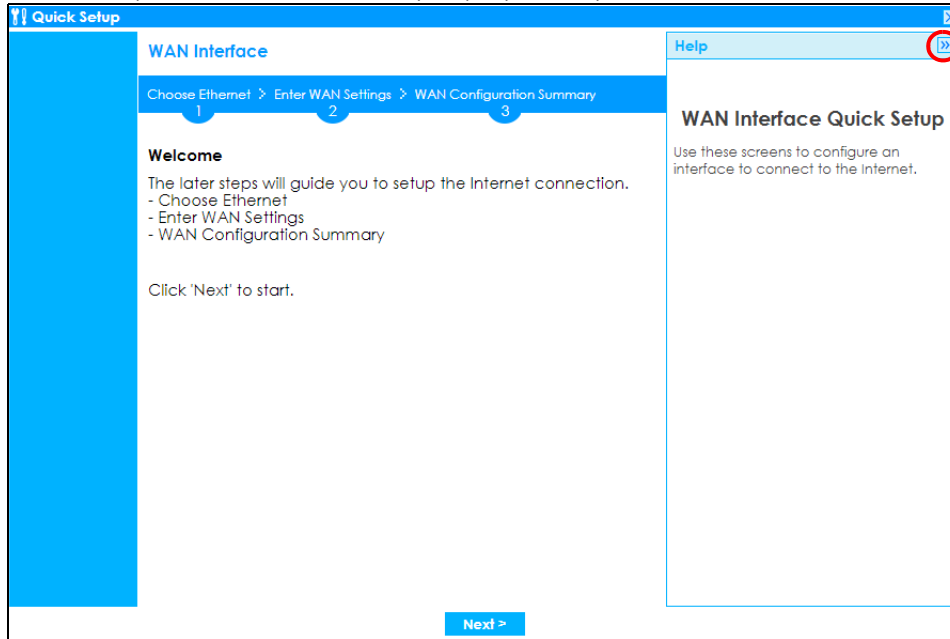 Quick Setup
WAN Interface
Choose Ethernet > Enter WAN Settings > WAN Configuration Summary
1 2 3
Welcome
The later steps will guide you to setup the Internet connection.
- Choose Ethernet
- Enter WAN Settings
- WAN Configuration Summary
Click 'Next' to start.
Next >
Help
WAN Interface Quick Setup
Use these screens to configure an
interface to connect to the Internet.